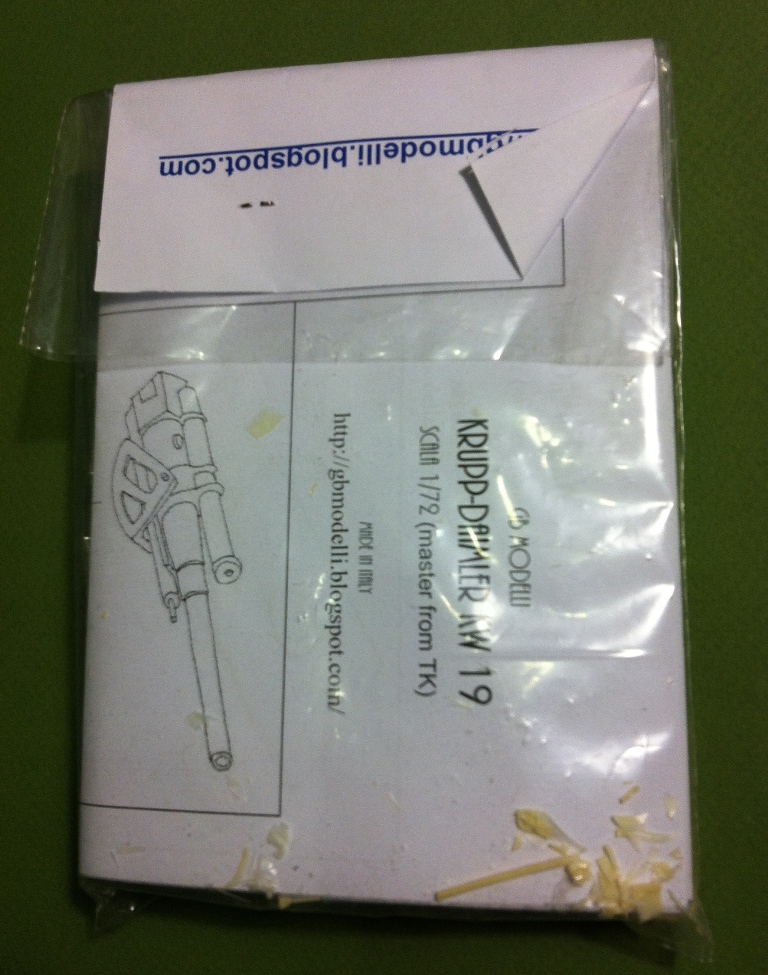 gbmodelli.blogspot.com
GB MODELLI
KRUPP-DAIMLER KW 19
SCALA 1/72 (master from TK)
MADE IN ITALY
http://gbmodelli.blogspot.com/